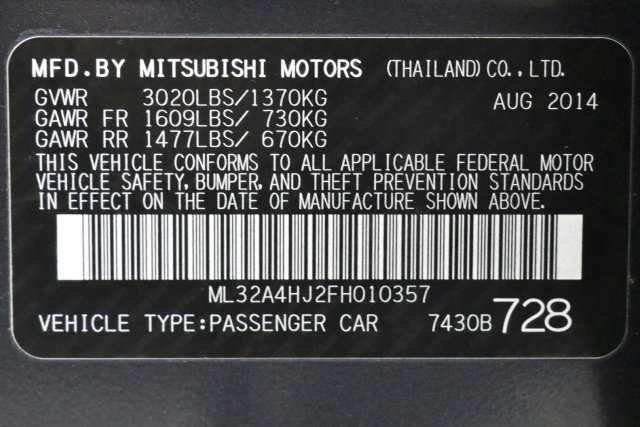 MFD.BY MITSUBISHI MOTORS (THAILAND) CO., LTD.
GVWR 3020LBS/1370KG AUG 2014
GAWR FR 1609LBS/ 730KG
GAWR RR 1477LBS/ 670KG
THIS VEHICLE CONFORMS TO ALL APPLICABLE FEDERAL MOTOR
VEHICLE SAFETY, BUMPER, AND THEFT PREVENTION STANDARDS
IN EFFECT ON THE DATE OF MANUFACTURE SHOWN ABOVE.
ML32A4HJ2FH010357
VEHICLE TYPE:PASSENGER CAR 7430B 728